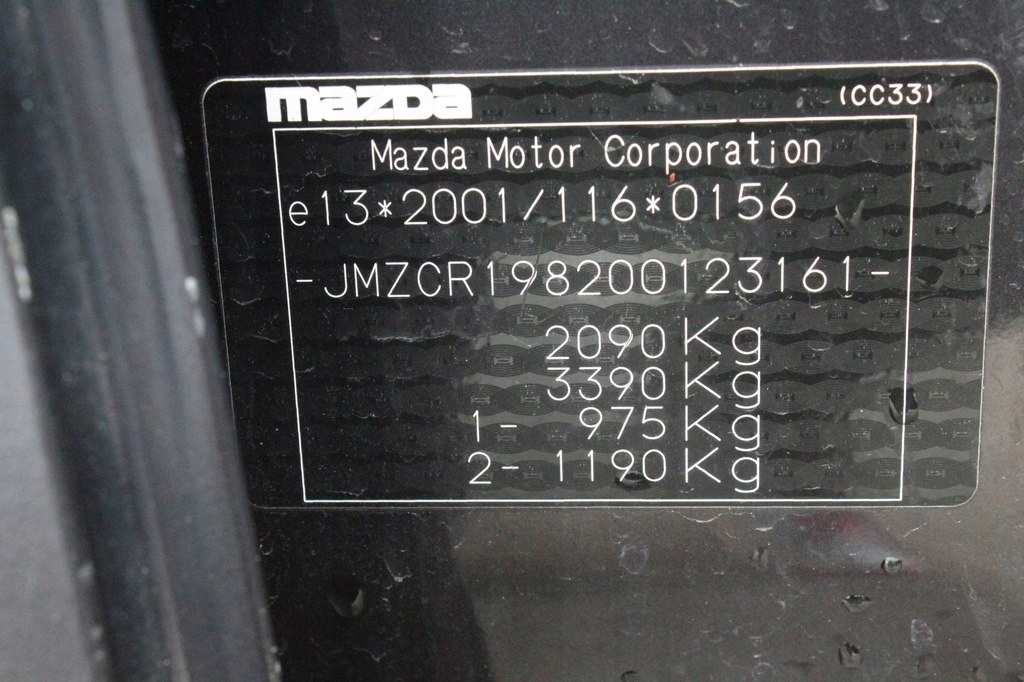 mazda
(CC33)
Mazda Motor Corporation
e13*2001/116*0156
-JMZCR198200123161-
2090 Kg
3390 Kg
1- 975 Kg
2- 1190 Kg